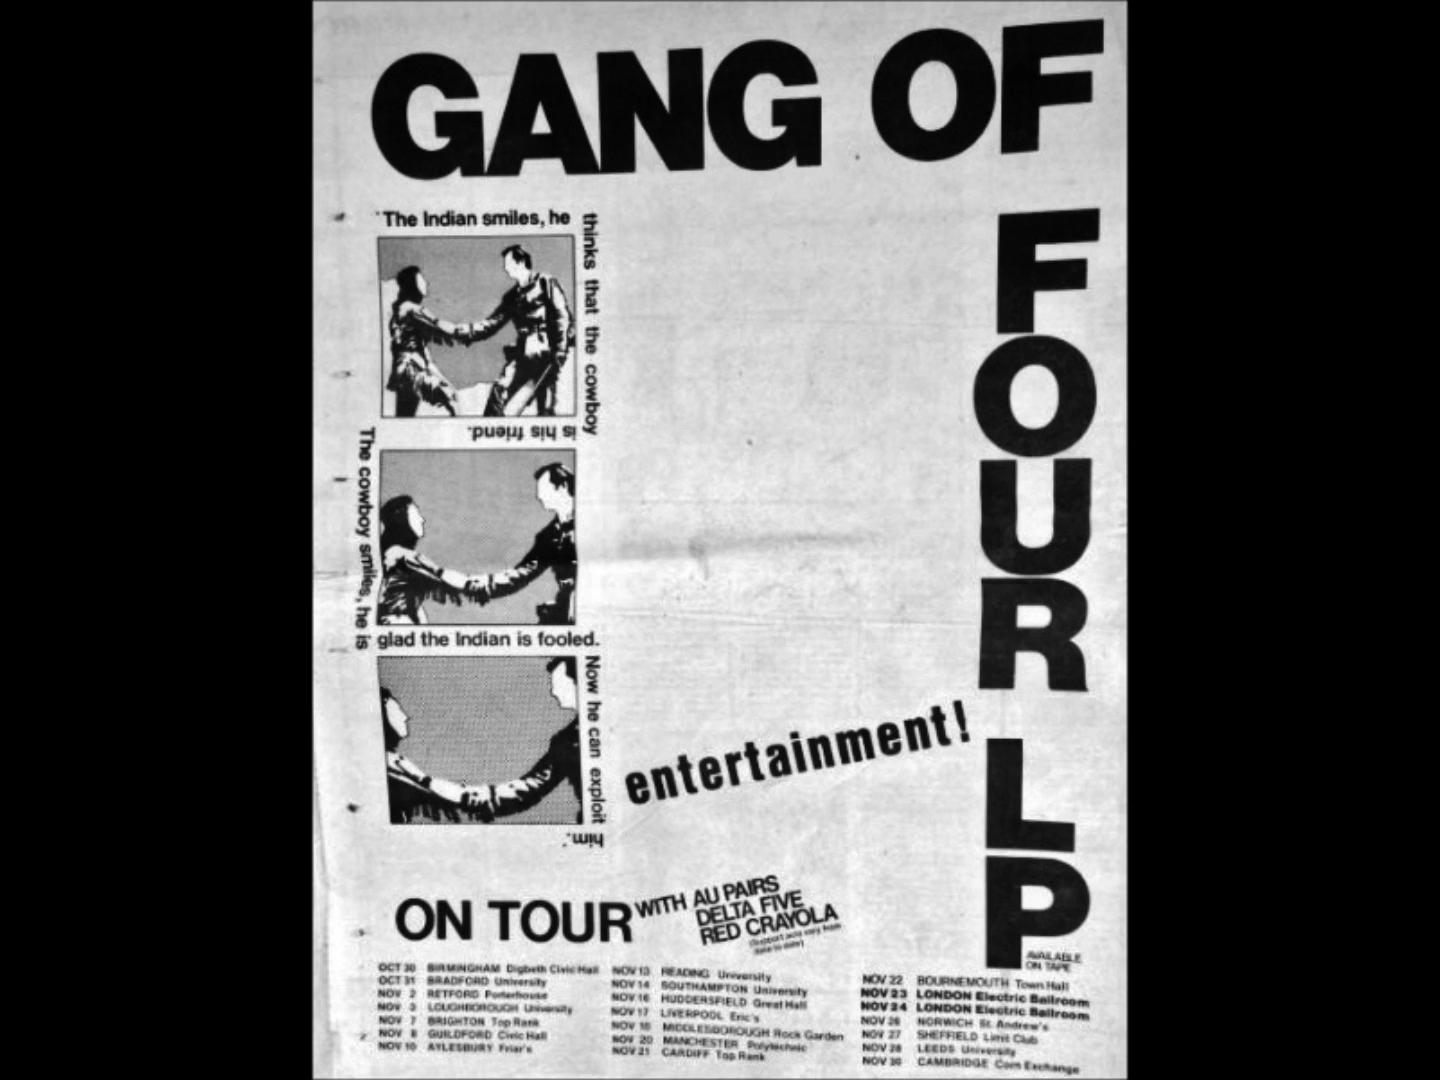 GANG OF
FOUR
LP
AVAILABLE
ON TAPE
'The Indian smiles, he
thinks that the cowboy
is his friend.
The cowboy smiles, he is
glad the Indian is fooled.
Now he can exploit
him.'
entertainment!
ON TOUR
WITH AU PAIRS
DELTA FIVE
RED CRAYOLA
(Support acts vary from
date to date)
OCT 30 BIRMINGHAM Digbeth Civic Hall
OCT 31 BRADFORD University
NOV 2 RETFORD Porterhouse
NOV 3 LOUGHBOROUGH University
NOV 7 BRIGHTON Top Rank
NOV 8 GUILDFORD Civic Hall
NOV 10 AYLESBURY Friar's
NOV 13 READING University
NOV 14 SOUTHAMPTON University
NOV 16 HUDDERSFIELD Great Hall
NOV 17 LIVERPOOL Eric's
NOV 18 MIDDLESBOROUGH Rock Garden
NOV 20 MANCHESTER Polytechnic
NOV 21 CARDIFF Top Rank
NOV 22 BOURNEMOUTH Town Hall
NOV 23 LONDON Electric Ballroom
NOV 24 LONDON Electric Ballroom
NOV 26 NORWICH St. Andrew's
NOV 27 SHEFFIELD Limit Club
NOV 28 LEEDS University
NOV 30 CAMBRIDGE Corn Exchange